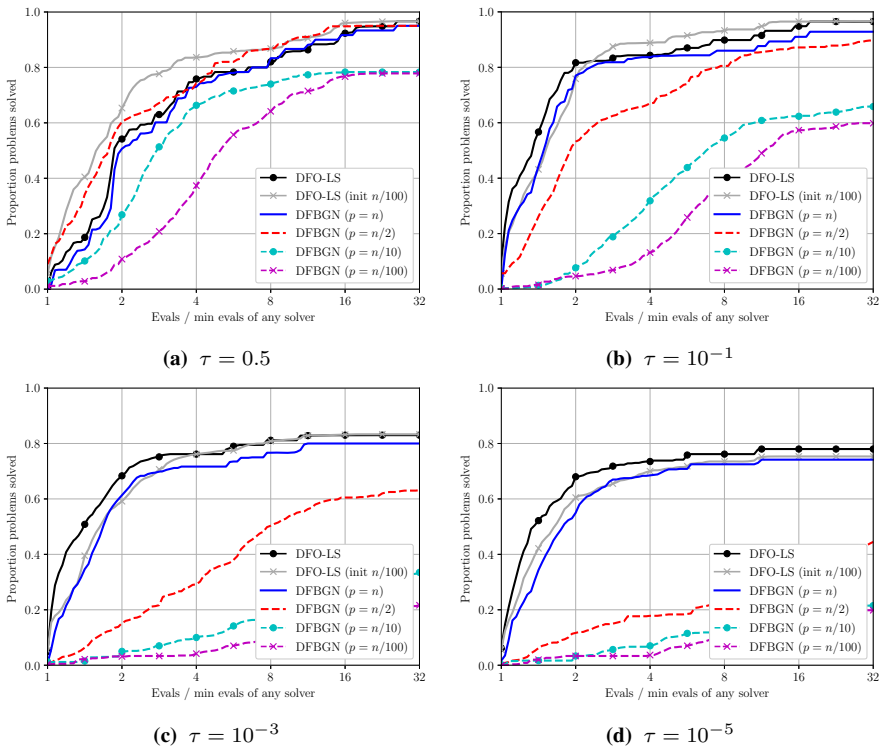 1.0
0.8
0.6
0.4
0.2
0.0
Proportion problems solved
DFO-LS
DFO-LS (init n/100)
DFBGN (p = n)
DFBGN (p = n/2)
DFBGN (p = n/10)
DFBGN (p = n/100)
1 2 4 8 16 32
Evals / min evals of any solver
(a) τ = 0.5
1.0
0.8
0.6
0.4
0.2
0.0
Proportion problems solved
DFO-LS
DFO-LS (init n/100)
DFBGN (p = n)
DFBGN (p = n/2)
DFBGN (p = n/10)
DFBGN (p = n/100)
1 2 4 8 16 32
Evals / min evals of any solver
(b) τ = 10⁻¹
1.0
0.8
0.6
0.4
0.2
0.0
Proportion problems solved
DFO-LS
DFO-LS (init n/100)
DFBGN (p = n)
DFBGN (p = n/2)
DFBGN (p = n/10)
DFBGN (p = n/100)
1 2 4 8 16 32
Evals / min evals of any solver
(c) τ = 10⁻³
1.0
0.8
0.6
0.4
0.2
0.0
Proportion problems solved
DFO-LS
DFO-LS (init n/100)
DFBGN (p = n)
DFBGN (p = n/2)
DFBGN (p = n/10)
DFBGN (p = n/100)
1 2 4 8 16 32
Evals / min evals of any solver
(d) τ = 10⁻⁵